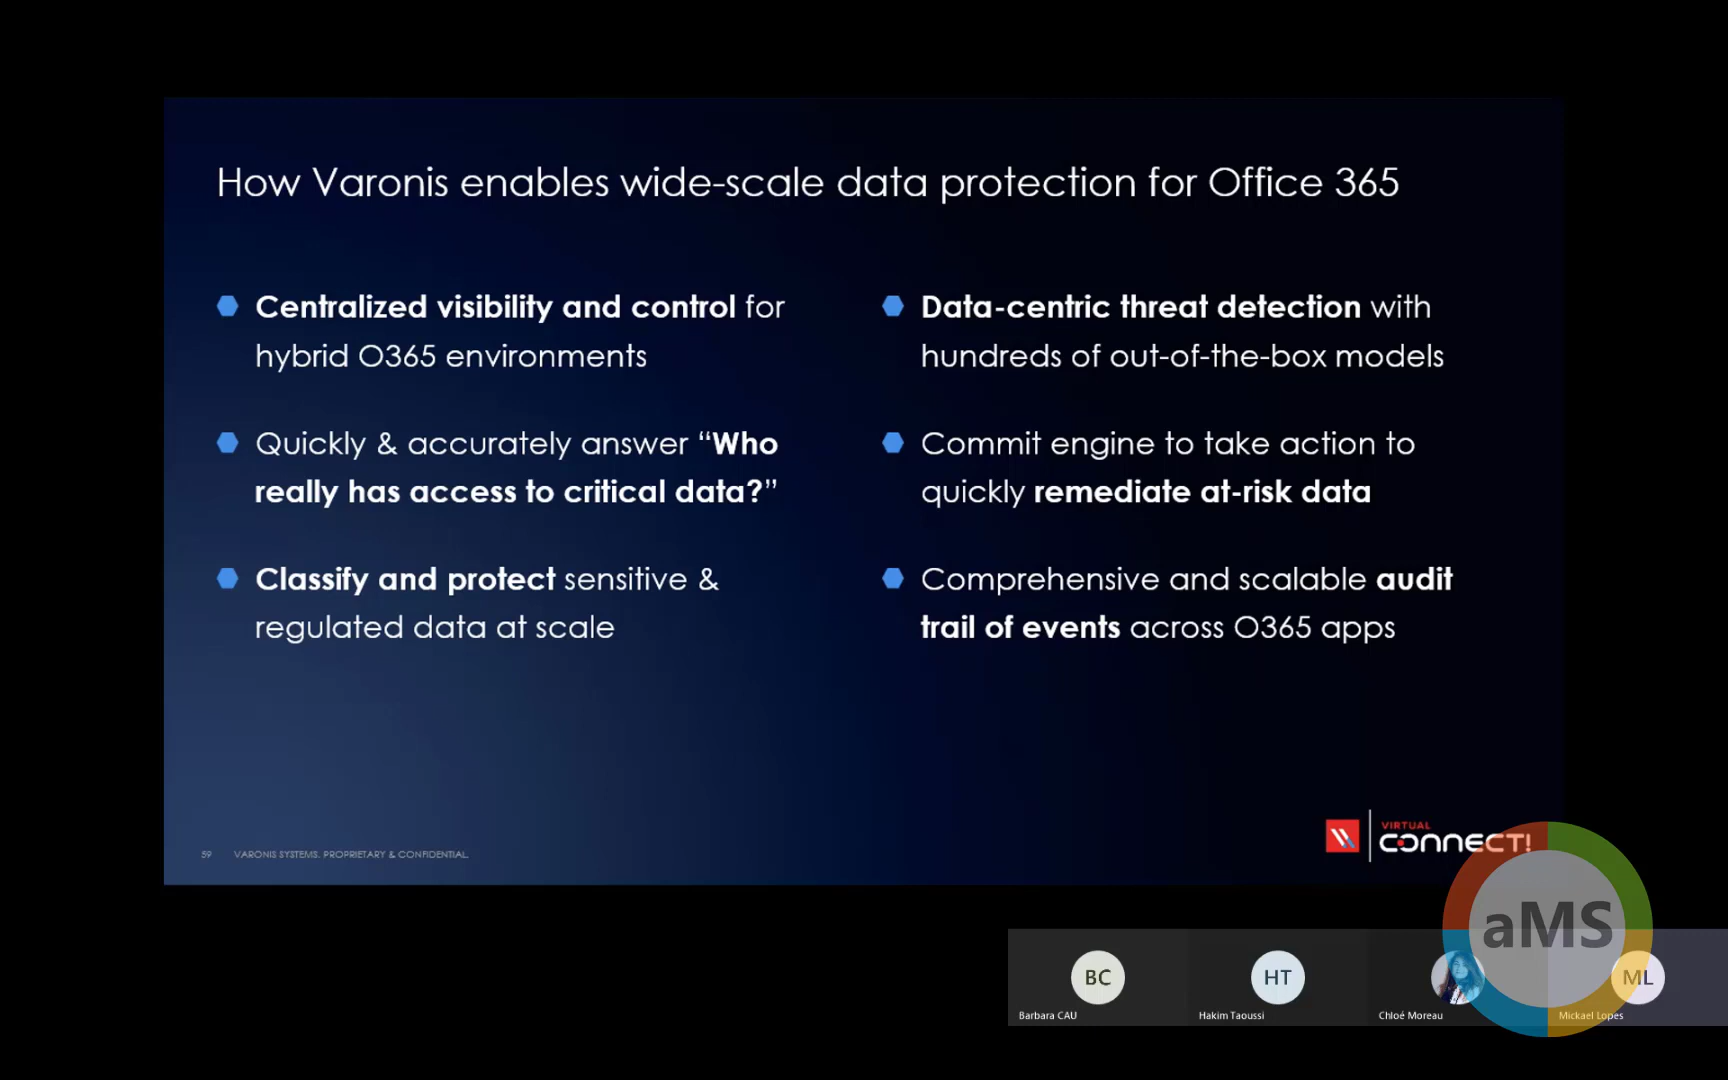 How Varonis enables wide-scale data protection for Office 365
Centralized visibility and control for
hybrid O365 environments
Quickly & accurately answer “Who
really has access to critical data?”
Classify and protect sensitive &
regulated data at scale
Data-centric threat detection with
hundreds of out-of-the-box models
Commit engine to take action to
quickly remediate at-risk data
Comprehensive and scalable audit
trail of events across O365 apps
59 VARONIS SYSTEMS. PROPRIETARY & CONFIDENTIAL.
VIRTUAL
CONNECT!
aMS
BC
HT
ML
Barbara CAU
Hakim Taoussi
Chloé Moreau
Mickael Lopes